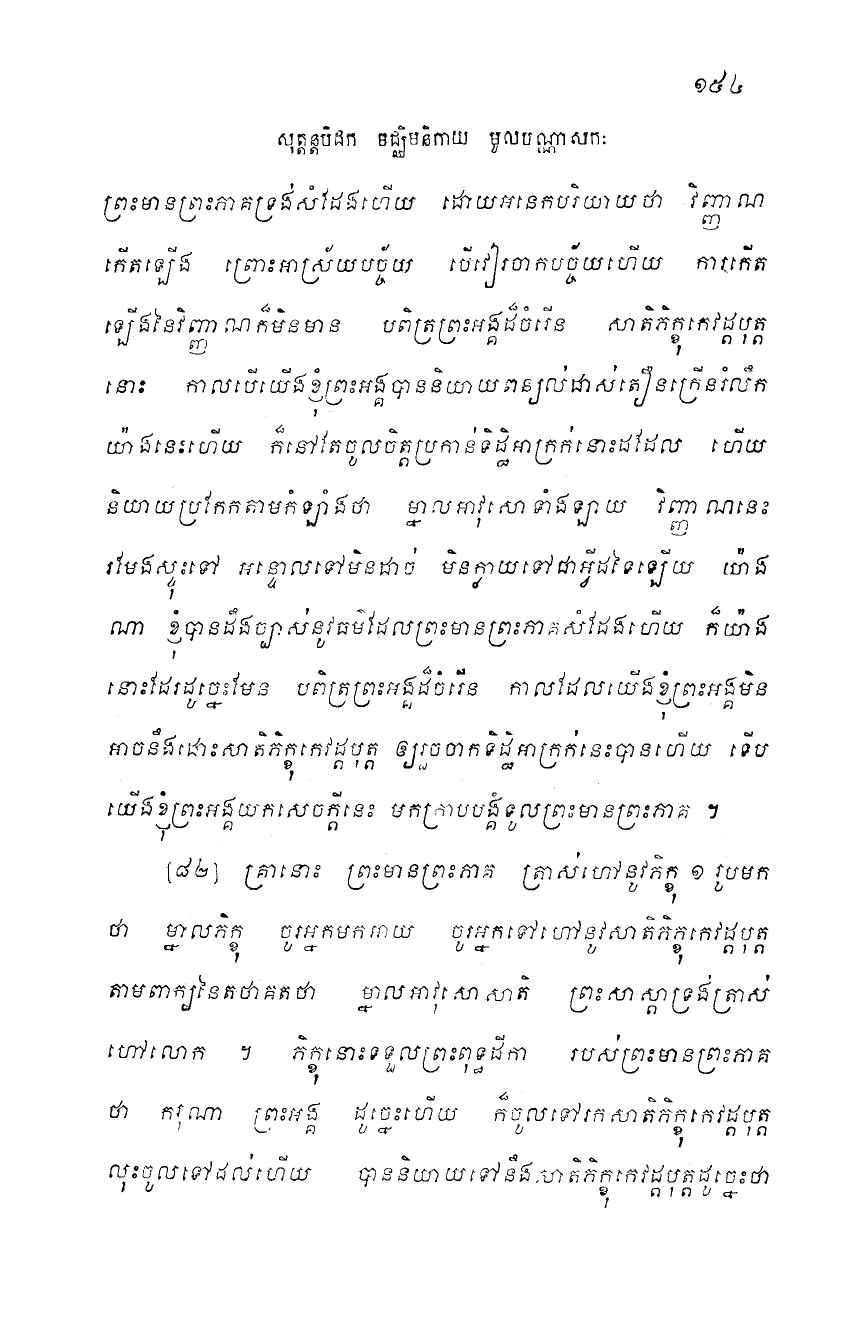 ១៥៤
សុត្តន្តបិដក មជ្ឈិមនិកាយ មូលបណ្ណាសកៈ
ព្រះមានព្រះភាគទ្រង់សំដែងហើយ ដោយអនេកបរិយាយថា វិញ្ញាណ
កើតឡើង ព្រោះអាស្រ័យបច្ច័យ បើវៀរចាកបច្ច័យហើយ ការកើត
ឡើងនៃវិញ្ញាណក៏មិនមាន បពិត្រព្រះអង្គដ៏ចំរើន សាតិភិក្ខុកេវដ្តបុត្ត
នោះ កាលបើយើងខ្ញុំព្រះអង្គបាននិយាយពន្យល់ដាស់តឿនក្រើនរំលឹក
យ៉ាងនេះហើយ ក៏នៅតែចូលចិត្តប្រកាន់ទិដ្ឋិអាក្រក់នោះដដែល ហើយ
និយាយប្រកែកតាមកំឡាំងថា ម្នាលអាវុសោទាំងឡាយ វិញ្ញាណនេះ
រមែងស្ទុះទៅ អន្ទោលទៅមិនដាច់ មិនក្លាយទៅជាអ្វីដទៃឡើយ យ៉ាង
ណា ខ្ញុំបានដឹងច្បាស់នូវធម៌ដែលព្រះមានព្រះភាគសំដែងហើយ ក៏យ៉ាង
នោះដែរដូច្នេះមែន បពិត្រព្រះអង្គដ៏ចំរើន កាលដែលយើងខ្ញុំព្រះអង្គមិន
អាចនឹងដោះសាតិភិក្ខុកេវដ្តបុត្ត ឲ្យរួចចាកទិដ្ឋិអាក្រក់នេះបានហើយ ទើប
យើងខ្ញុំព្រះអង្គយកសេចក្តីនេះ មកក្រាបបង្គំទូលព្រះមានព្រះភាគ ។
[៨២] គ្រានោះ ព្រះមានព្រះភាគ ត្រាស់ហៅនូវភិក្ខុ ១ រូបមក
ថា ម្នាលភិក្ខុ ចូរអ្នកមកអាយ ចូរអ្នកទៅហៅនូវសាតិភិក្ខុកេវដ្តបុត្ត
តាមពាក្យនៃតថាគតថា ម្នាលអាវុសោសាតិ ព្រះសាស្តាទ្រង់ត្រាស់
ហៅលោក ។ ភិក្ខុនោះទទួលព្រះពុទ្ធដីកា របស់ព្រះមានព្រះភាគ
ថា ករុណា ព្រះអង្គ ដូច្នេះហើយ ក៏ចូលទៅរកសាតិភិក្ខុកេវដ្តបុត្ត
លុះចូលទៅដល់ហើយ បាននិយាយទៅនឹងសាតិភិក្ខុកេវដ្តបុត្តដូច្នេះថា